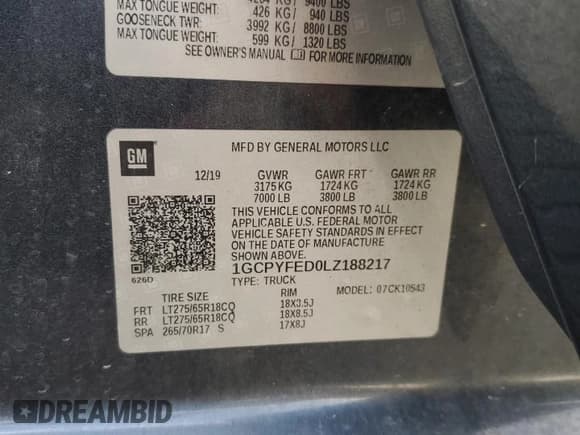 4264 KG/ 9400 LBS
MAX TONGUE WEIGHT: 426 KG/ 940 LBS
GOOSENECK TWR: 3992 KG/ 8800 LBS
MAX TONGUE WEIGHT: 599 KG/ 1320 LBS
SEE OWNER'S MANUAL FOR MORE INFORMATION
GM
MFD BY GENERAL MOTORS LLC
12/19 GVWR GAWR FRT GAWR RR
3175 KG 1724 KG 1724 KG
7000 LB 3800 LB 3800 LB
THIS VEHICLE CONFORMS TO ALL
APPLICABLE U.S. FEDERAL MOTOR
VEHICLE SAFETY STANDARDS IN
EFFECT ON THE DATE OF
MANUFACTURE SHOWN ABOVE.
1GCPYFED0LZ188217
626D
TYPE: TRUCK
MODEL: 07CK10543
TIRE SIZE RIM
FRT LT275/65R18CQ 18X8.5J
RR LT275/65R18CQ 18X8.5J
SPA 265/70R17 S 17X8J
DREAMBID